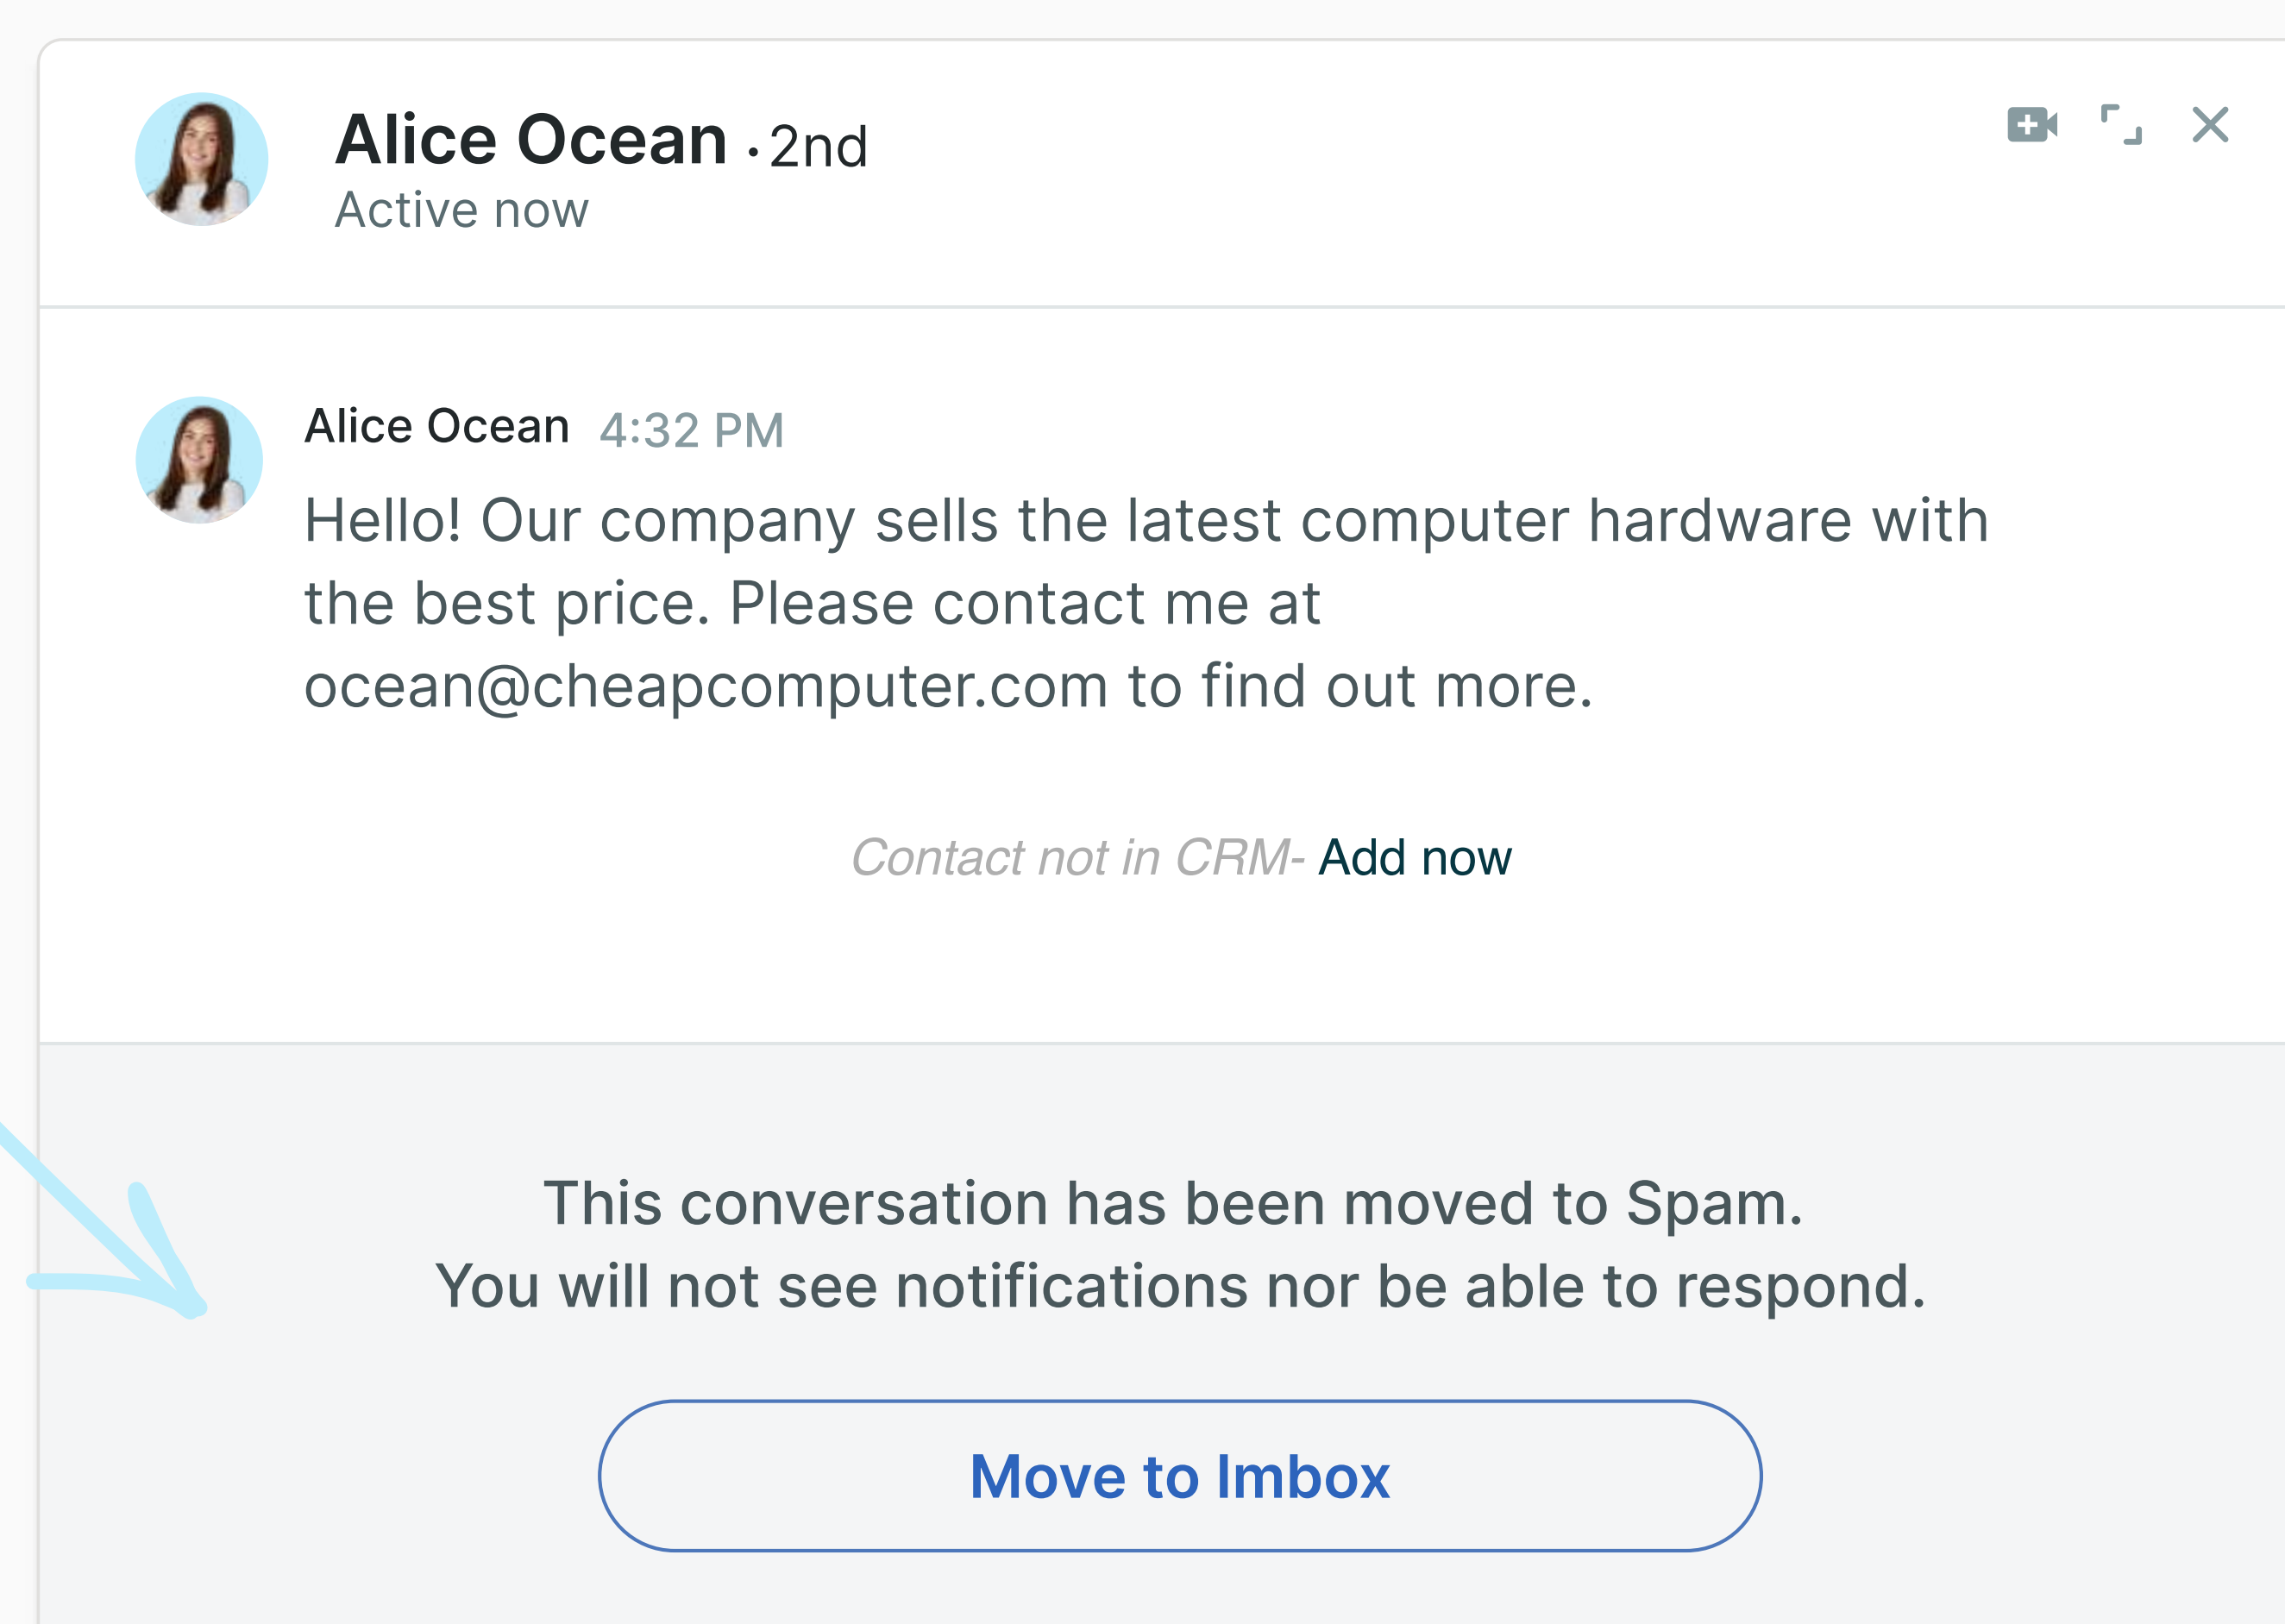 Alice Ocean • 2nd
Active now
Alice Ocean 4:32 PM
Hello! Our company sells the latest computer hardware with
the best price. Please contact me at
ocean@cheapcomputer.com to find out more.
Contact not in CRM- Add now
This conversation has been moved to Spam.
You will not see notifications nor be able to respond.
Move to Imbox